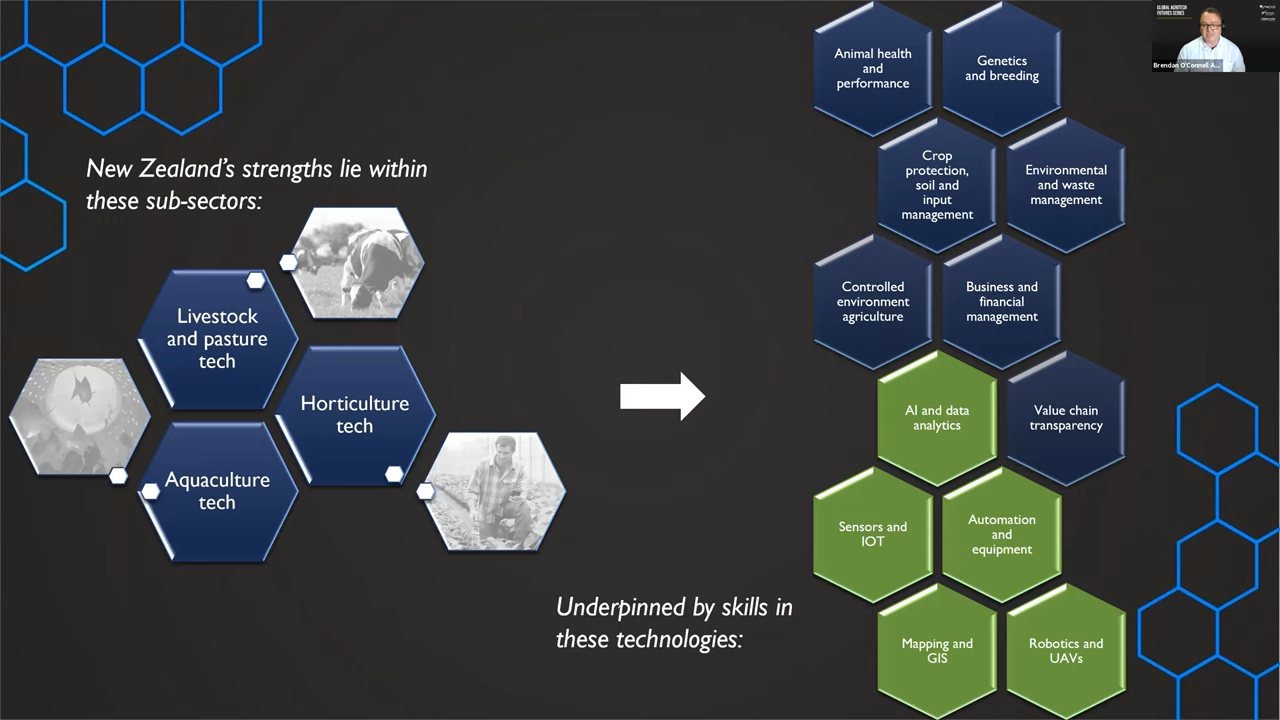 New Zealand's strengths lie within
these sub-sectors:
Livestock
and pasture
tech
Horticulture
tech
Aquaculture
tech
Underpinned by skills in
these technologies:
Animal health
and
performance
Genetics
and breeding
Crop
protection,
soil and
input
management
Environmental
and waste
management
Controlled
environment
agriculture
Business and
financial
management
AI and data
analytics
Value chain
transparency
Sensors and
IOT
Automation
and
equipment
Mapping and
GIS
Robotics and
UAVs
GLOBAL AGRITECH
FUTURES SERIES
Brendan O'Connell A...